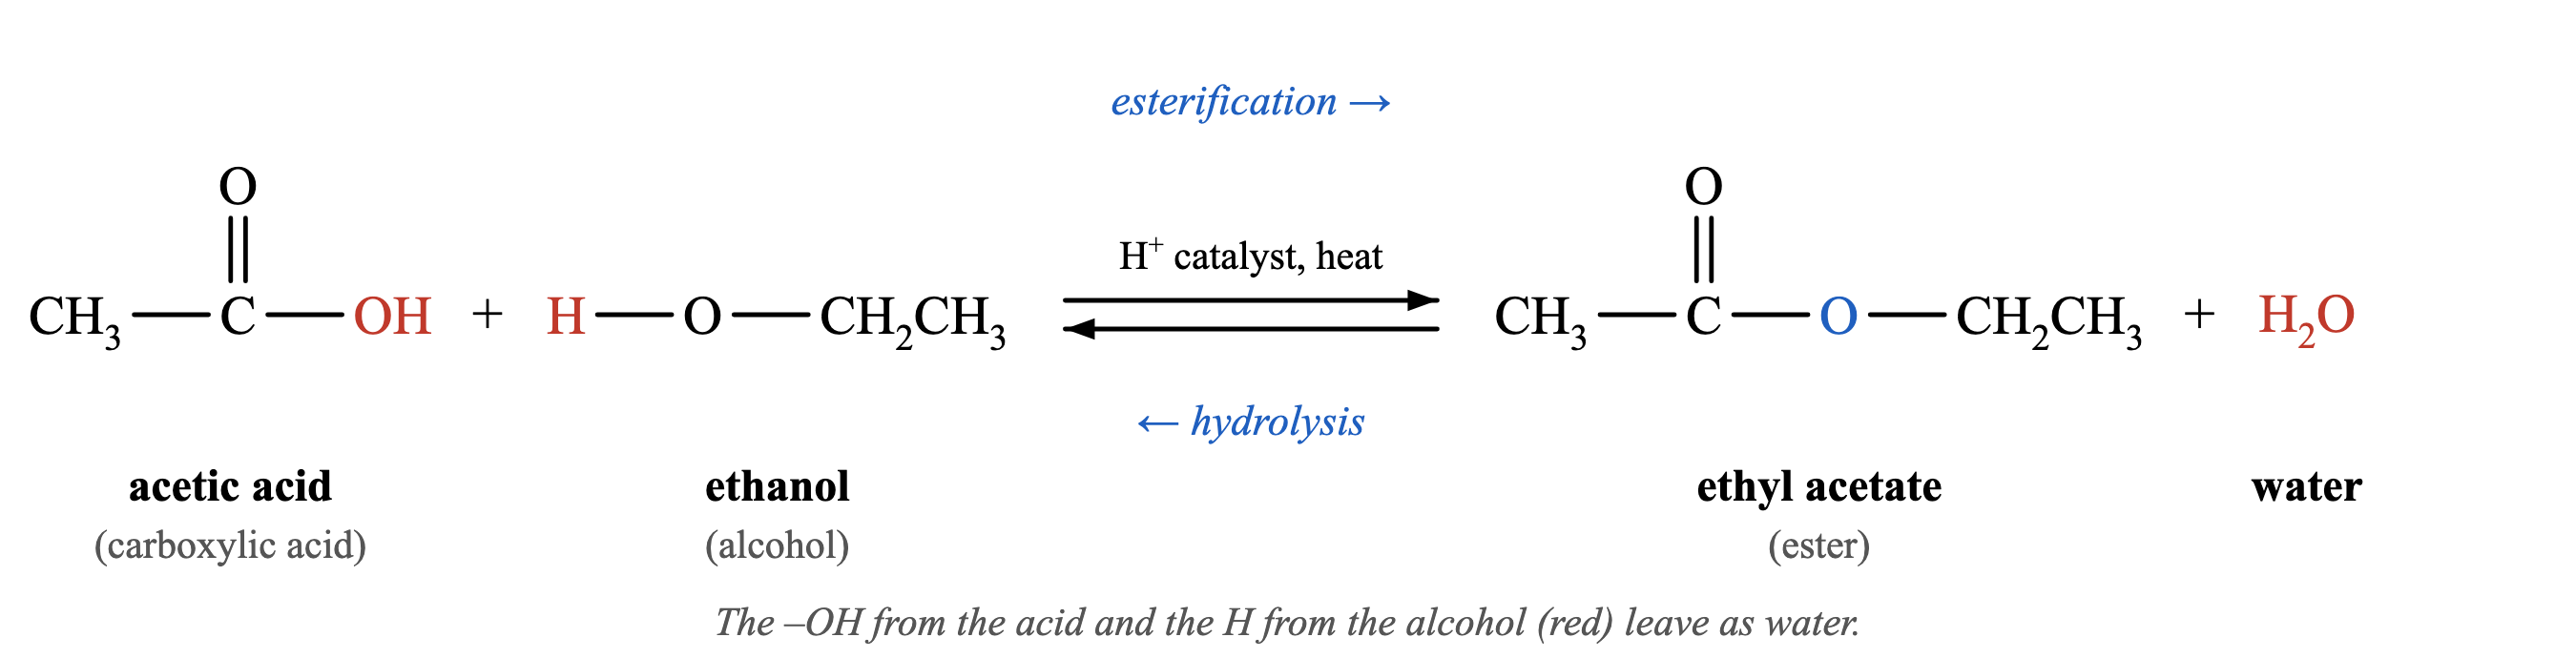 esterification →
O O
CH₃—C—OH + H—O—CH₂CH₃ H⁺ catalyst, heat CH₃—C—O—CH₂CH₃ + H₂O
← hydrolysis
acetic acid ethanol ethyl acetate water
(carboxylic acid) (alcohol) (ester)
The –OH from the acid and the H from the alcohol (red) leave as water.